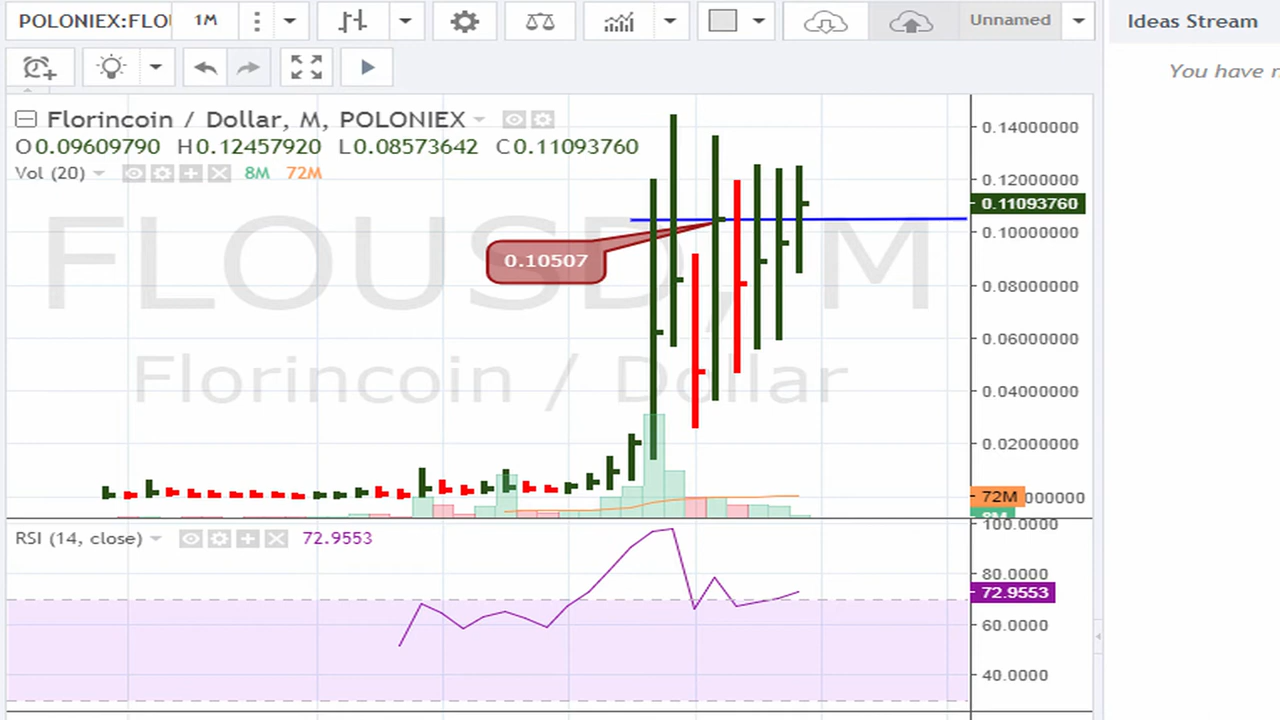 POLONIEX:FLO
1M
Unnamed
Ideas Stream
You have
Florincoin / Dollar, M, POLONIEX
O0.09609790 H0.12457920 L0.08573642 C0.11093760
Vol (20) 8M 72M
FLOUSD, M
Florincoin / Dollar
0.10507
0.14000000
0.12000000
0.11093760
0.10000000
0.08000000
0.06000000
0.04000000
0.02000000
72M
000000
8M
RSI (14, close) 72.9553
100.0000
80.0000
72.9553
60.0000
40.0000